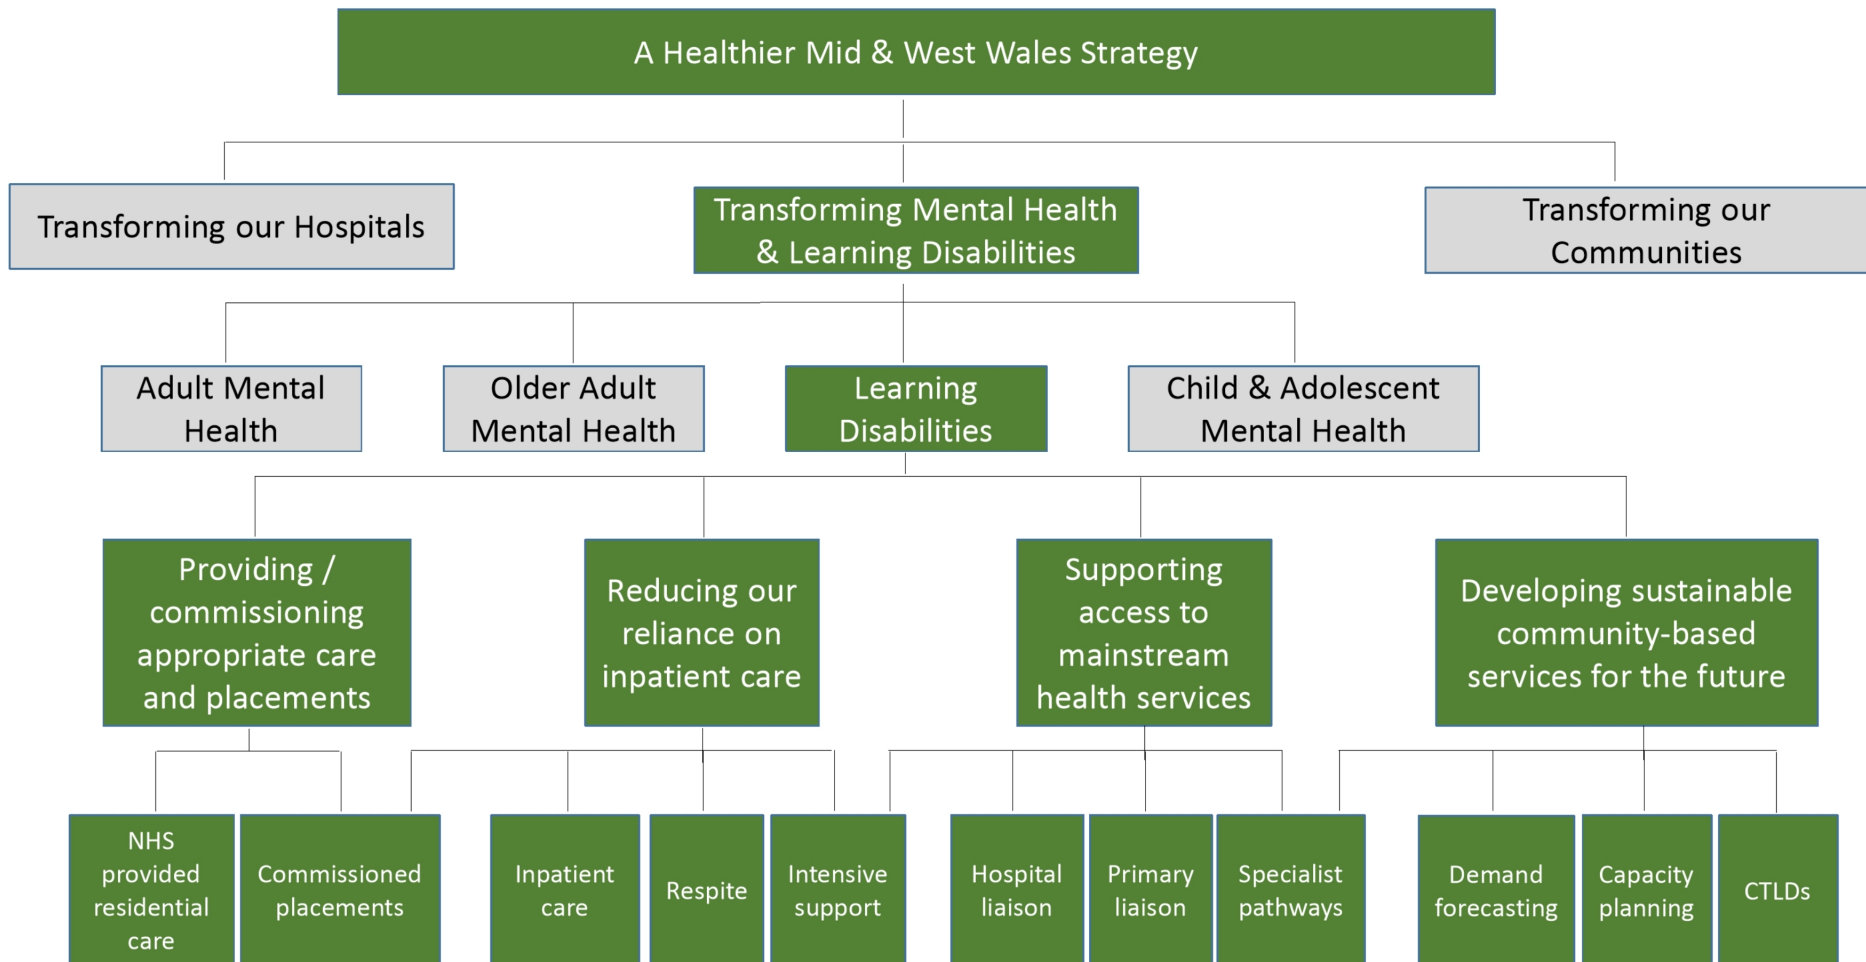 A Healthier Mid & West Wales Strategy
Transforming our Hospitals
Transforming Mental Health
& Learning Disabilities
Transforming our
Communities
Adult Mental
Health
Older Adult
Mental Health
Learning
Disabilities
Child & Adolescent
Mental Health
Providing /
commissioning
appropriate care
and placements
Reducing our
reliance on
inpatient care
Supporting
access to
mainstream
health services
Developing sustainable
community-based
services for the future
NHS
provided
residential
care
Commissioned
placements
Inpatient
care
Respite
Intensive
support
Hospital
liaison
Primary
liaison
Specialist
pathways
Demand
forecasting
Capacity
planning
CTLDs